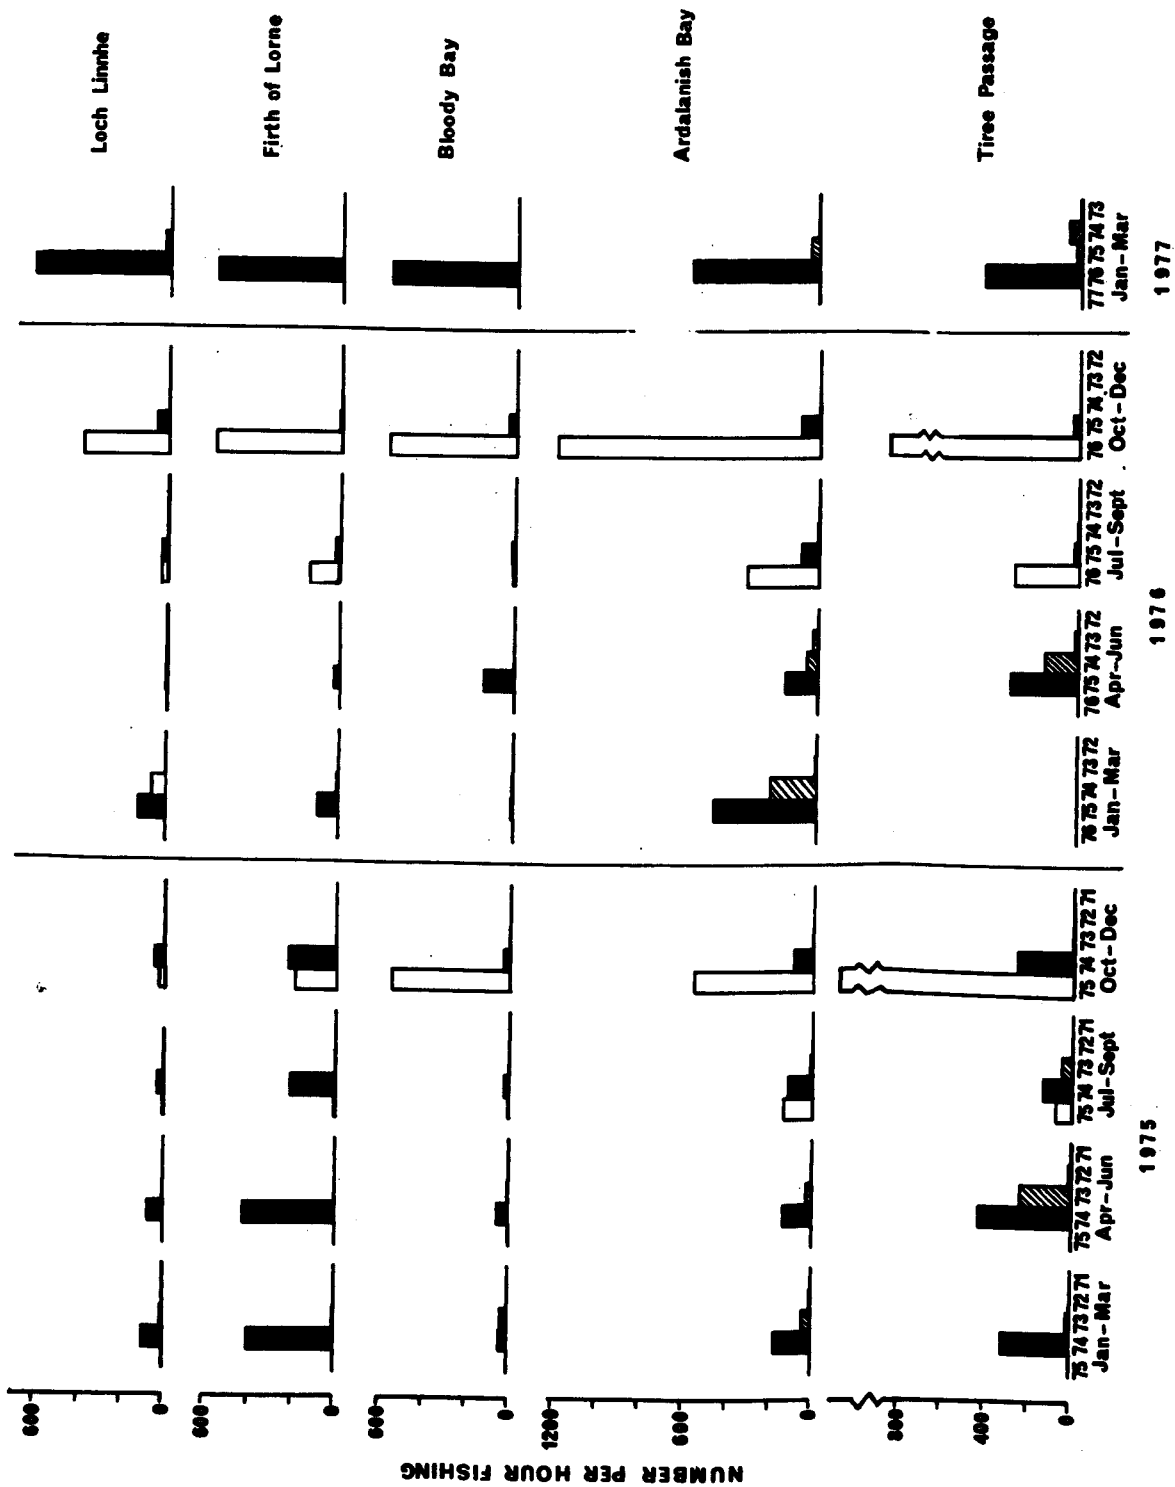 NUMBER PER HOUR FISHING
600
0
Loch Linnhe
600
0
Firth of Lorne
600
0
Bloody Bay
1200
600
0
Ardalanish Bay
800
400
0
Tiree Passage
75 74 73 72 71
Jan-Mar
75 74 73 72 71
Apr-Jun
75 74 73 72 71
Jul-Sept
75 74 73 72 71
Oct-Dec
76 75 74 73 72
Jan-Mar
76 75 74 73 72
Apr-Jun
76 75 74 73 72
Jul-Sept
76 75 74 73 72
Oct-Dec
77 76 75 74 73
Jan-Mar
1975
1976
1977